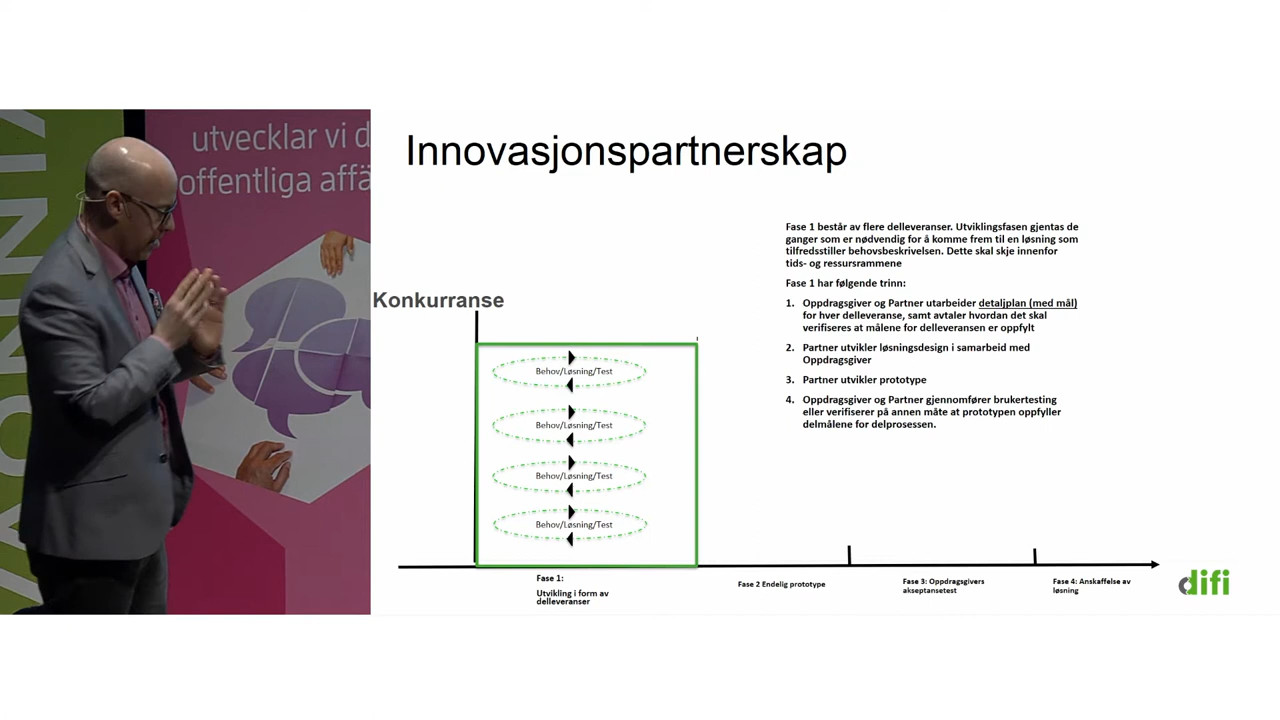 utvecklar vi d
offentliga affä
Innovasjonspartnerskap
Konkurranse
Behov/Løsning/Test
Behov/Løsning/Test
Behov/Løsning/Test
Behov/Løsning/Test
Fase 1 består av flere delleveranser. Utviklingsfasen gjentas de
ganger som er nødvendig for å komme frem til en løsning som
tilfredsstiller behovsbeskrivelsen. Dette skal skje innenfor
tids- og ressursrammene
Fase 1 har følgende trinn:
1. Oppdragsgiver og Partner utarbeider detaljplan (med mål)
for hver delleveranse, samt avtaler hvordan det skal
verifiseres at målene for delleveransen er oppfylt
2. Partner utvikler løsningsdesign i samarbeid med
Oppdragsgiver
3. Partner utvikler prototype
4. Oppdragsgiver og Partner gjennomfører brukertesting
eller verifiserer på annen måte at prototypen oppfyller
delmålene for delprosessen.
Fase 1:
Utvikling i form av
delleveranser
Fase 2 Endelig prototype
Fase 3: Oppdragsgivers
akseptansetest
Fase 4: Anskaffelse av
løsning
difi